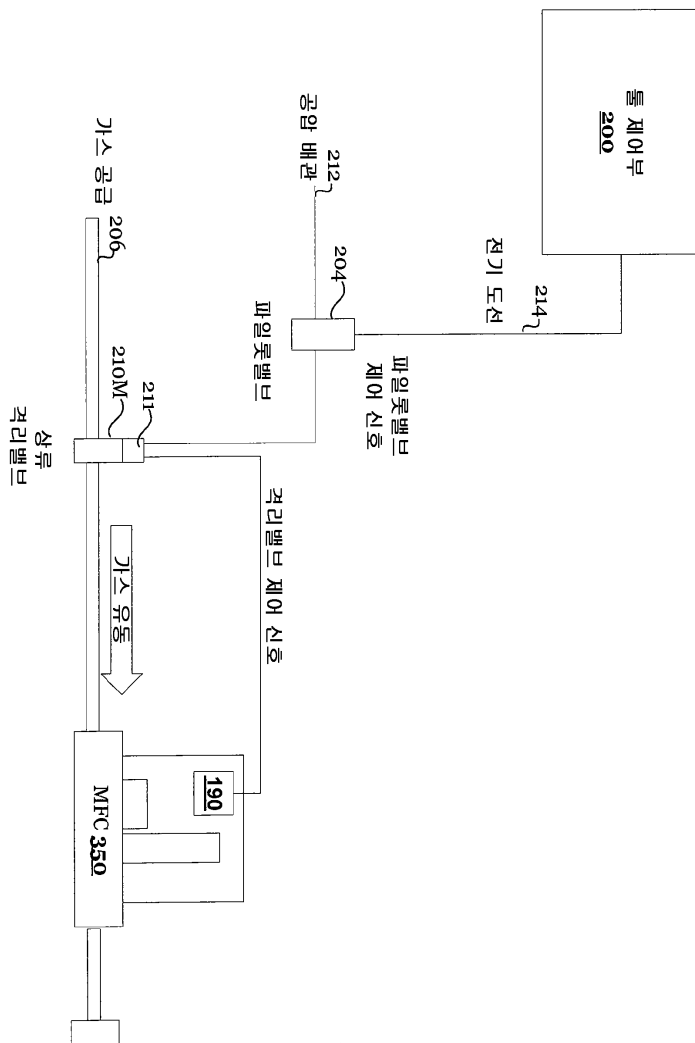 툴 제어부
200
전기 도선
214
공압 배관
212
204
파일롯밸브
파일롯밸브
제어 신호
가스 공급
206
210M
211
상류
격리밸브
격리밸브 제어 신호
가스 유동
190
MFC 350